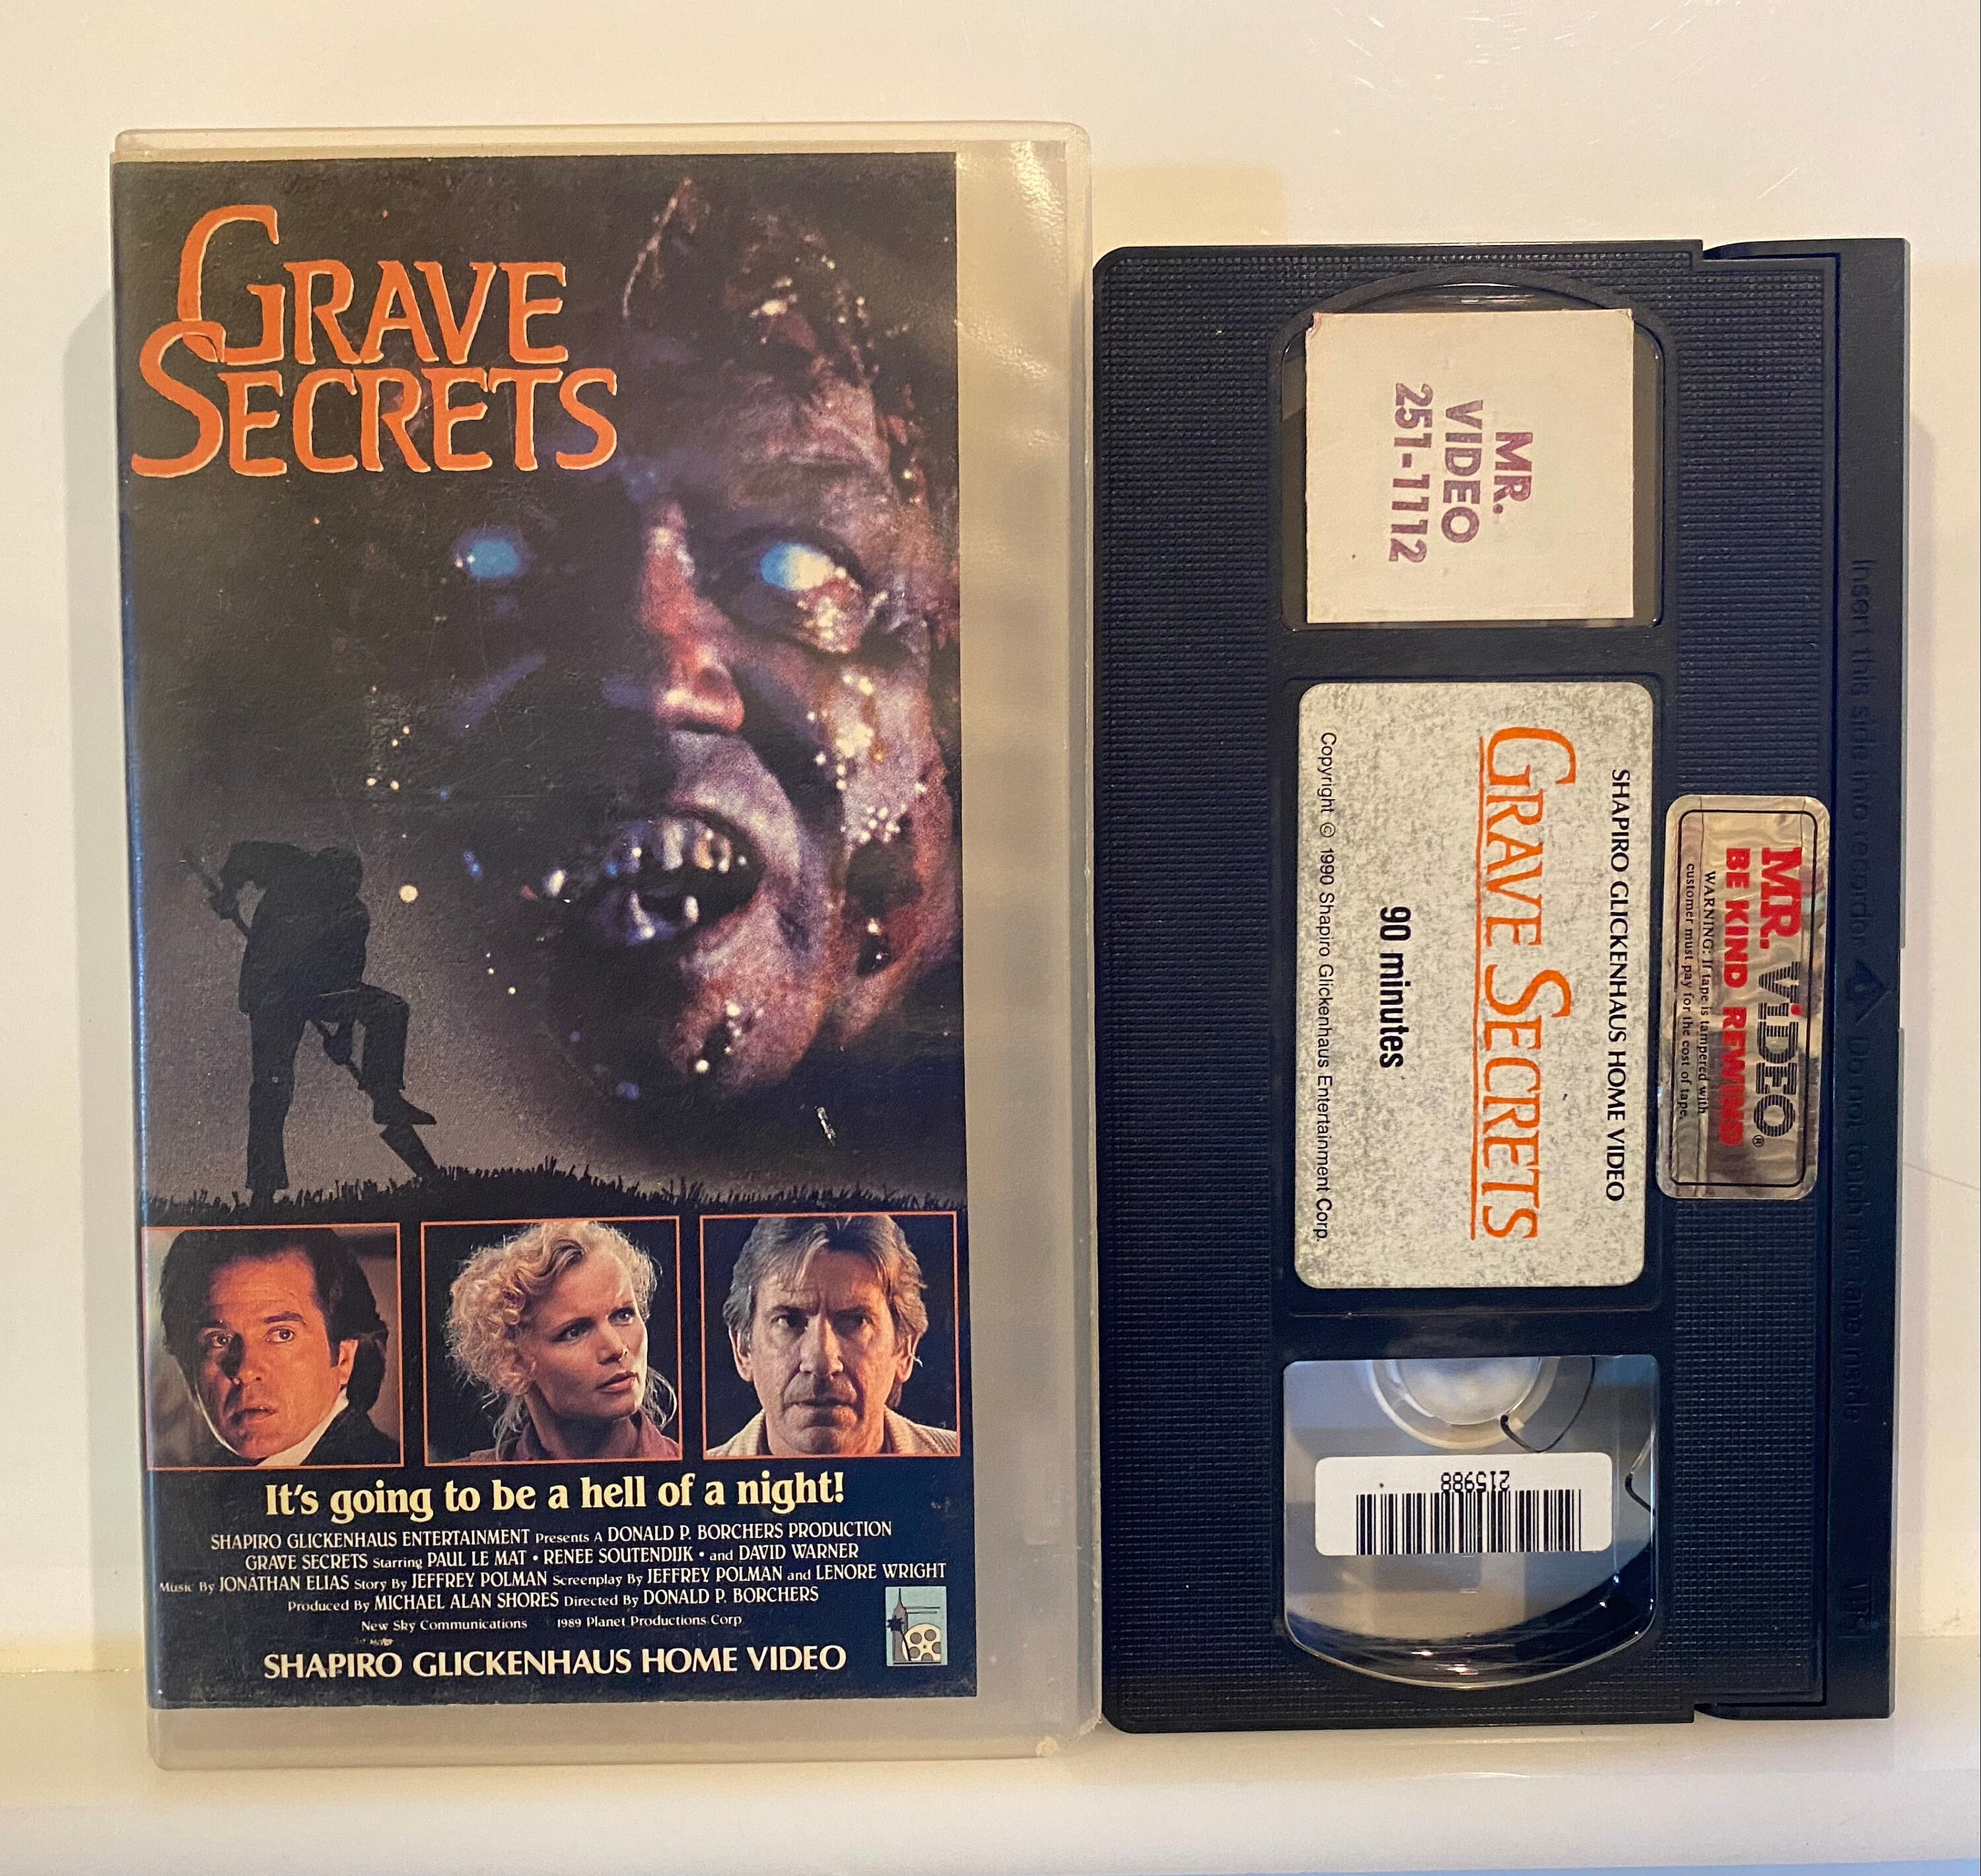 GRAVE
SECRETS
It's going to be a hell of a night!
SHAPIRO GLICKENHAUS ENTERTAINMENT Presents A DONALD P. BORCHERS PRODUCTION
GRAVE SECRETS Starring PAUL LE MAT • RENEE SOUTENDIJK • and DAVID WARNER
Music By JONATHAN ELIAS Story By JEFFREY POLMAN Screenplay By JEFFREY POLMAN and LENORE WRIGHT
Produced By MICHAEL ALAN SHORES Directed By DONALD P. BORCHERS
New Sky Communications 1989 Planet Productions Corp
SHAPIRO GLICKENHAUS HOME VIDEO
MR.
VIDEO
251-1112
SHAPIRO GLICKENHAUS HOME VIDEO
GRAVE SECRETS
90 minutes
Copyright © 1990 Shapiro Glickenhaus Entertainment Corp.
MR. VIDEO®
BE KIND REWIND
WARNING: If tape is tampered with
customer must pay for the cost of tape.
Insert this side into recorder ▲ Do not touch the tape inside
215988